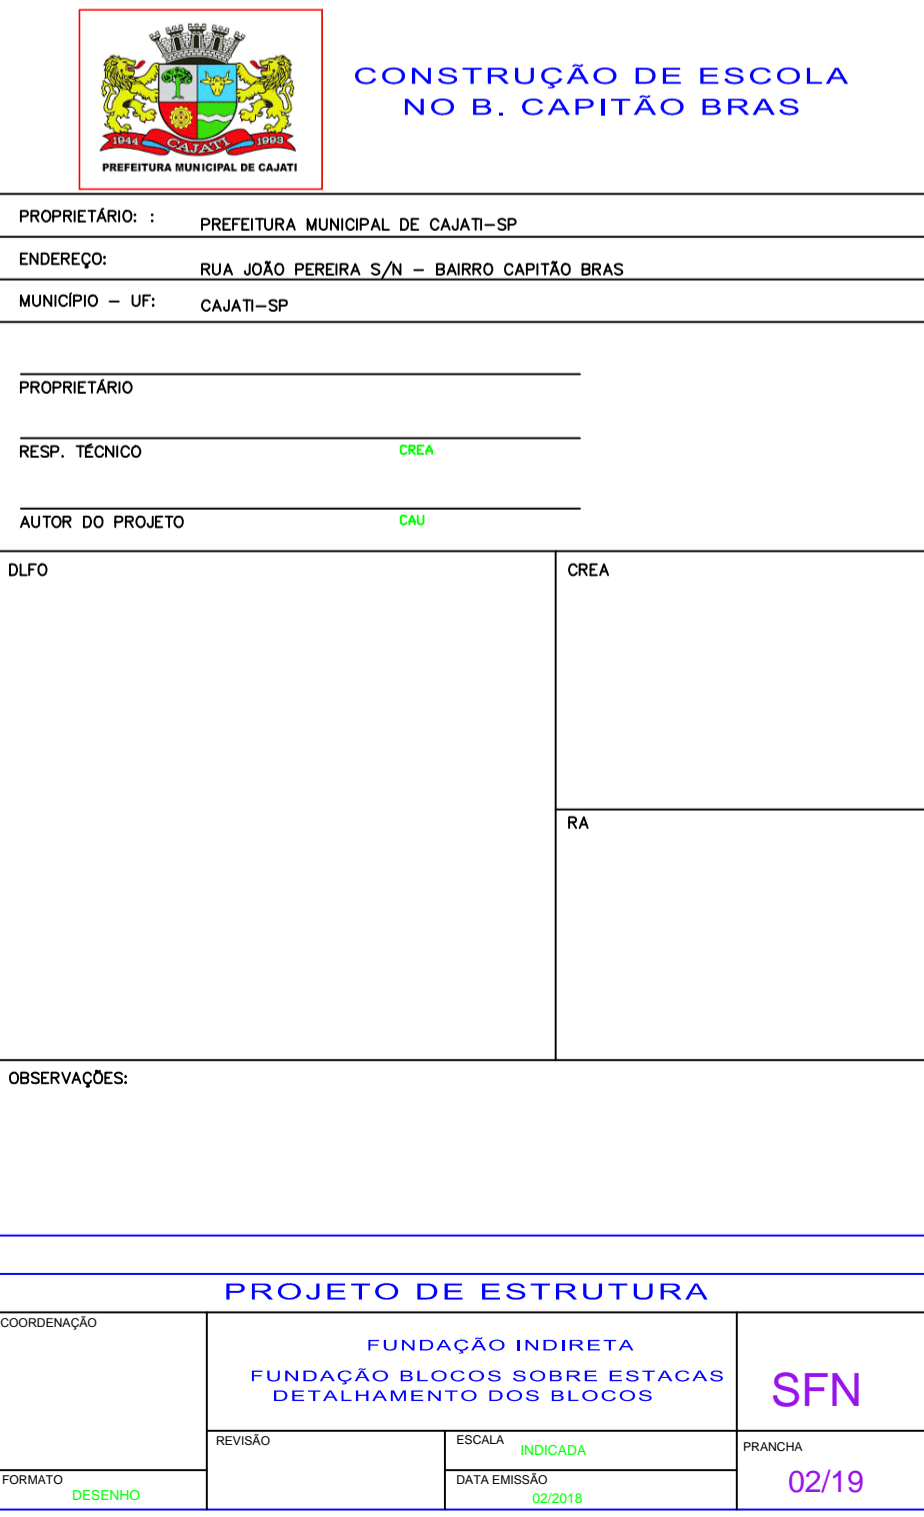 CONSTRUÇÃO DE ESCOLA
NO B. CAPITÃO BRAS
1944 CAJATI 1993
PREFEITURA MUNICIPAL DE CAJATI
PROPRIETÁRIO: : PREFEITURA MUNICIPAL DE CAJATI-SP
ENDEREÇO: RUA JOÃO PEREIRA S/N - BAIRRO CAPITÃO BRAS
MUNICÍPIO - UF: CAJATI-SP
PROPRIETÁRIO
RESP. TÉCNICO CREA
AUTOR DO PROJETO CAU
DLFO CREA
RA
OBSERVAÇÕES:
PROJETO DE ESTRUTURA
COORDENAÇÃO
FUNDAÇÃO INDIRETA
FUNDAÇÃO BLOCOS SOBRE ESTACAS
DETALHAMENTO DOS BLOCOS
SFN
REVISÃO
ESCALA
INDICADA
PRANCHA
02/19
FORMATO
DESENHO
DATA EMISSÃO
02/2018